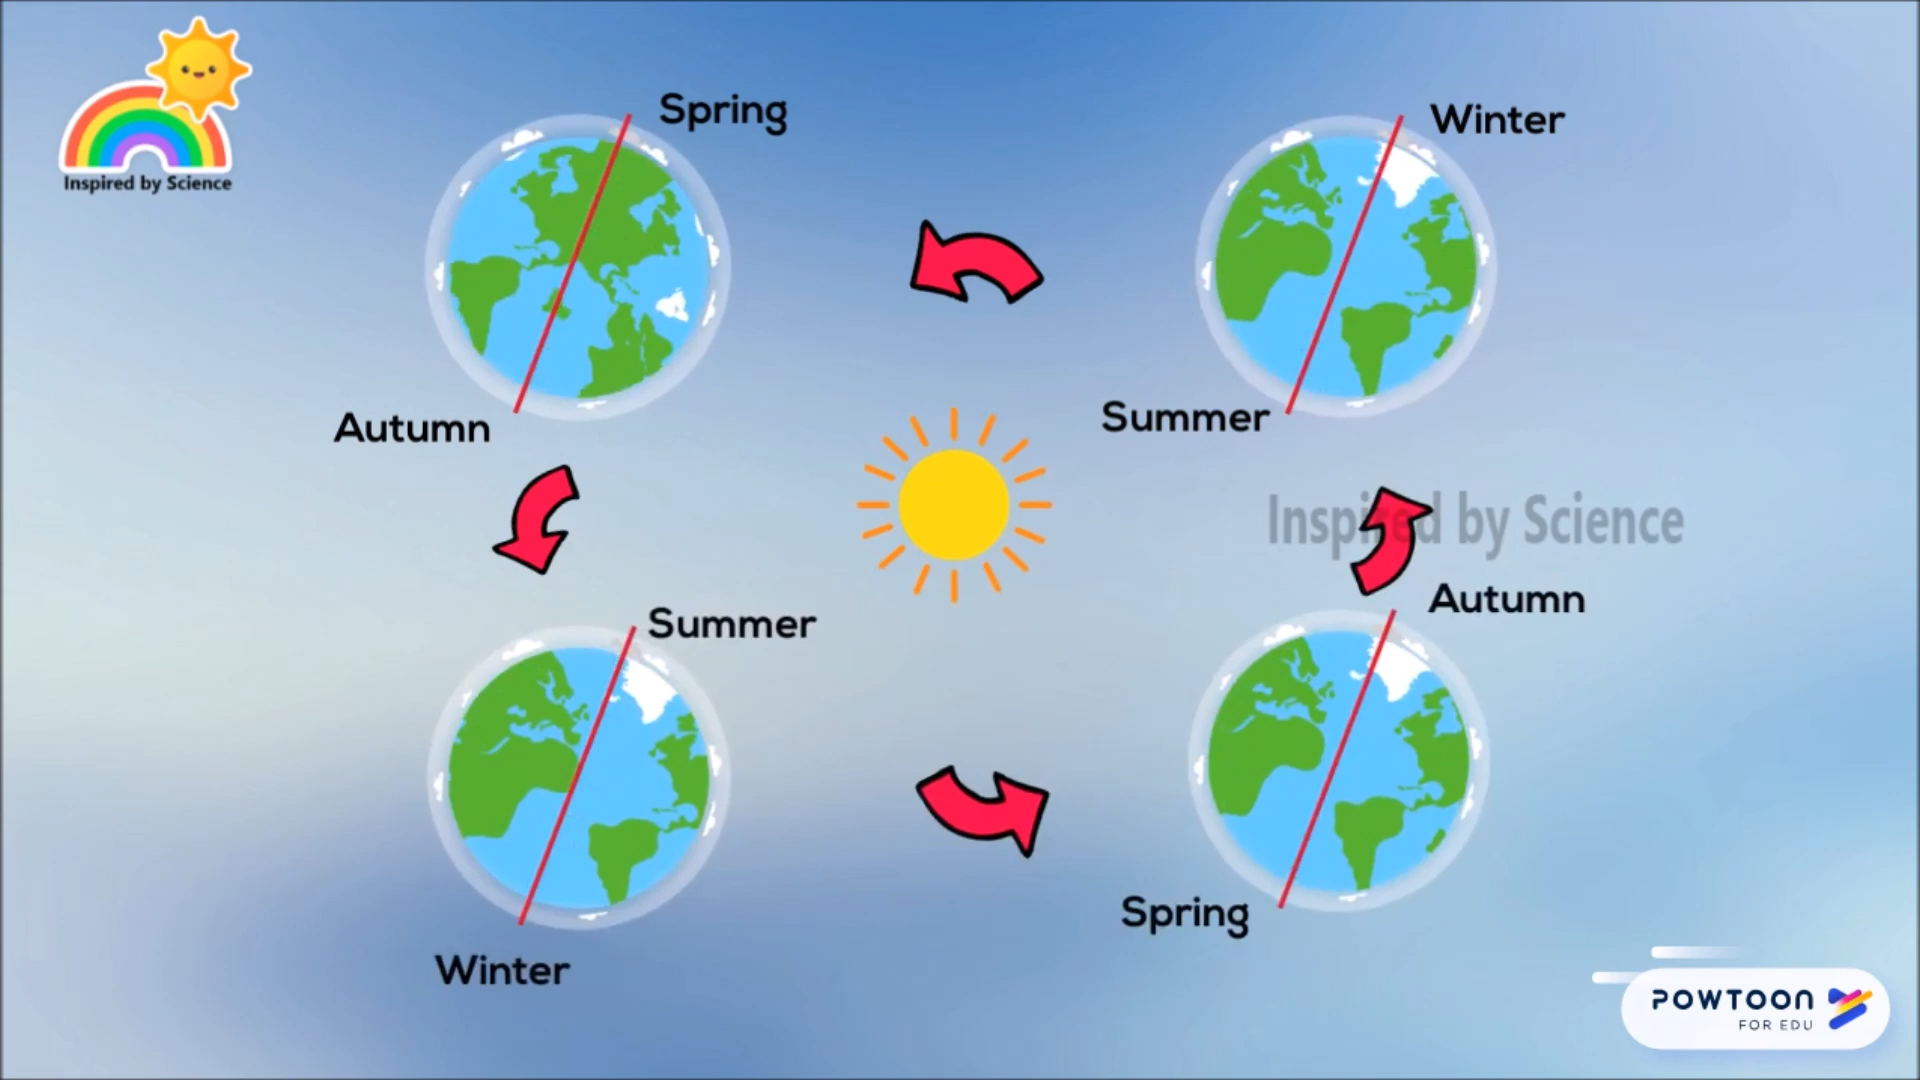 Inspired by Science
Spring
Winter
Autumn
Summer
Inspired by Science
Summer
Autumn
Winter
Spring
POWTOON
FOR EDU